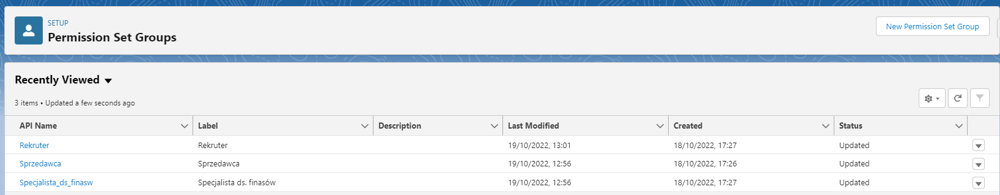 SETUP
Permission Set Groups
New Permission Set Group
Recently Viewed
3 items • Updated a few seconds ago
API Name Label Description Last Modified Created Status
Rekruter Rekruter 19/10/2022, 13:01 18/10/2022, 17:27 Updated
Sprzedawca Sprzedawca 19/10/2022, 12:56 18/10/2022, 17:26 Updated
Specjalista_ds_finasw Specjalista ds. finasów 19/10/2022, 12:56 18/10/2022, 17:27 Updated